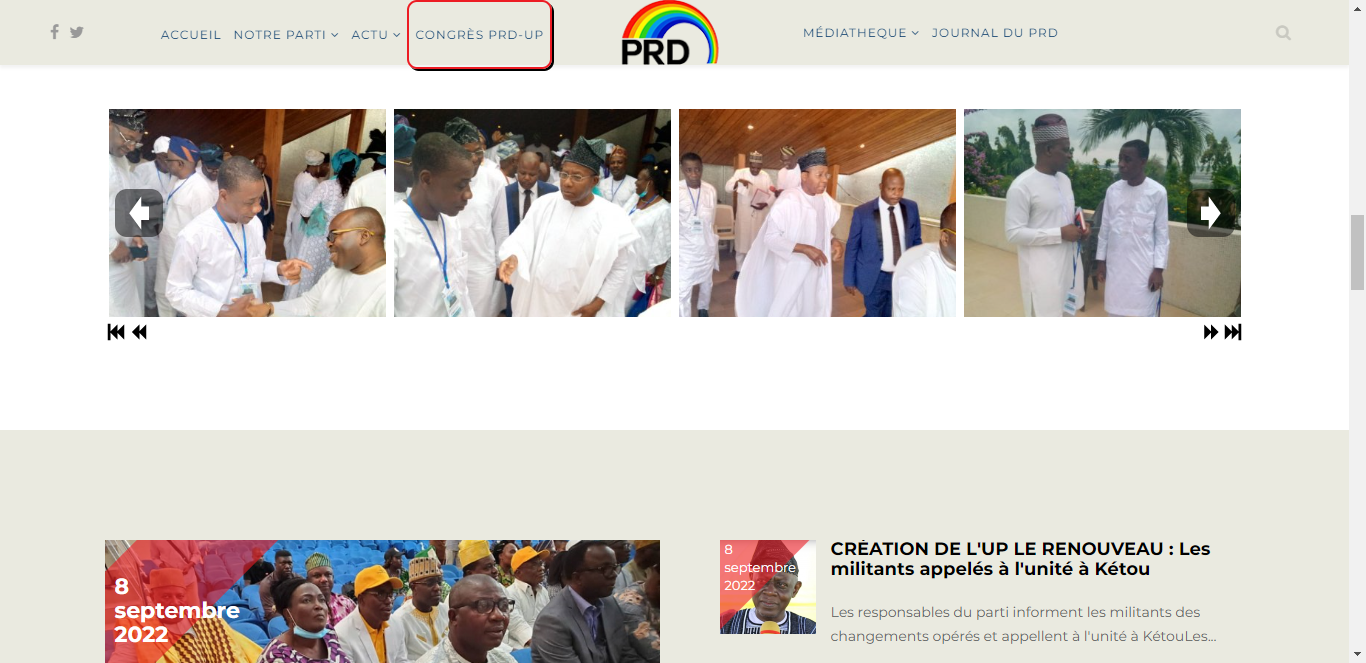 ACCUEIL NOTRE PARTI ACTU CONGRÈS PRD-UP PRD MÉDIATHEQUE JOURNAL DU PRD
8
septembre
2022
8
septembre
2022
CRÉATION DE L'UP LE RENOUVEAU : Les
militants appelés à l'unité à Kétou
Les responsables du parti informent les militants des
changements opérés et appellent à l'unité à KétouLes...